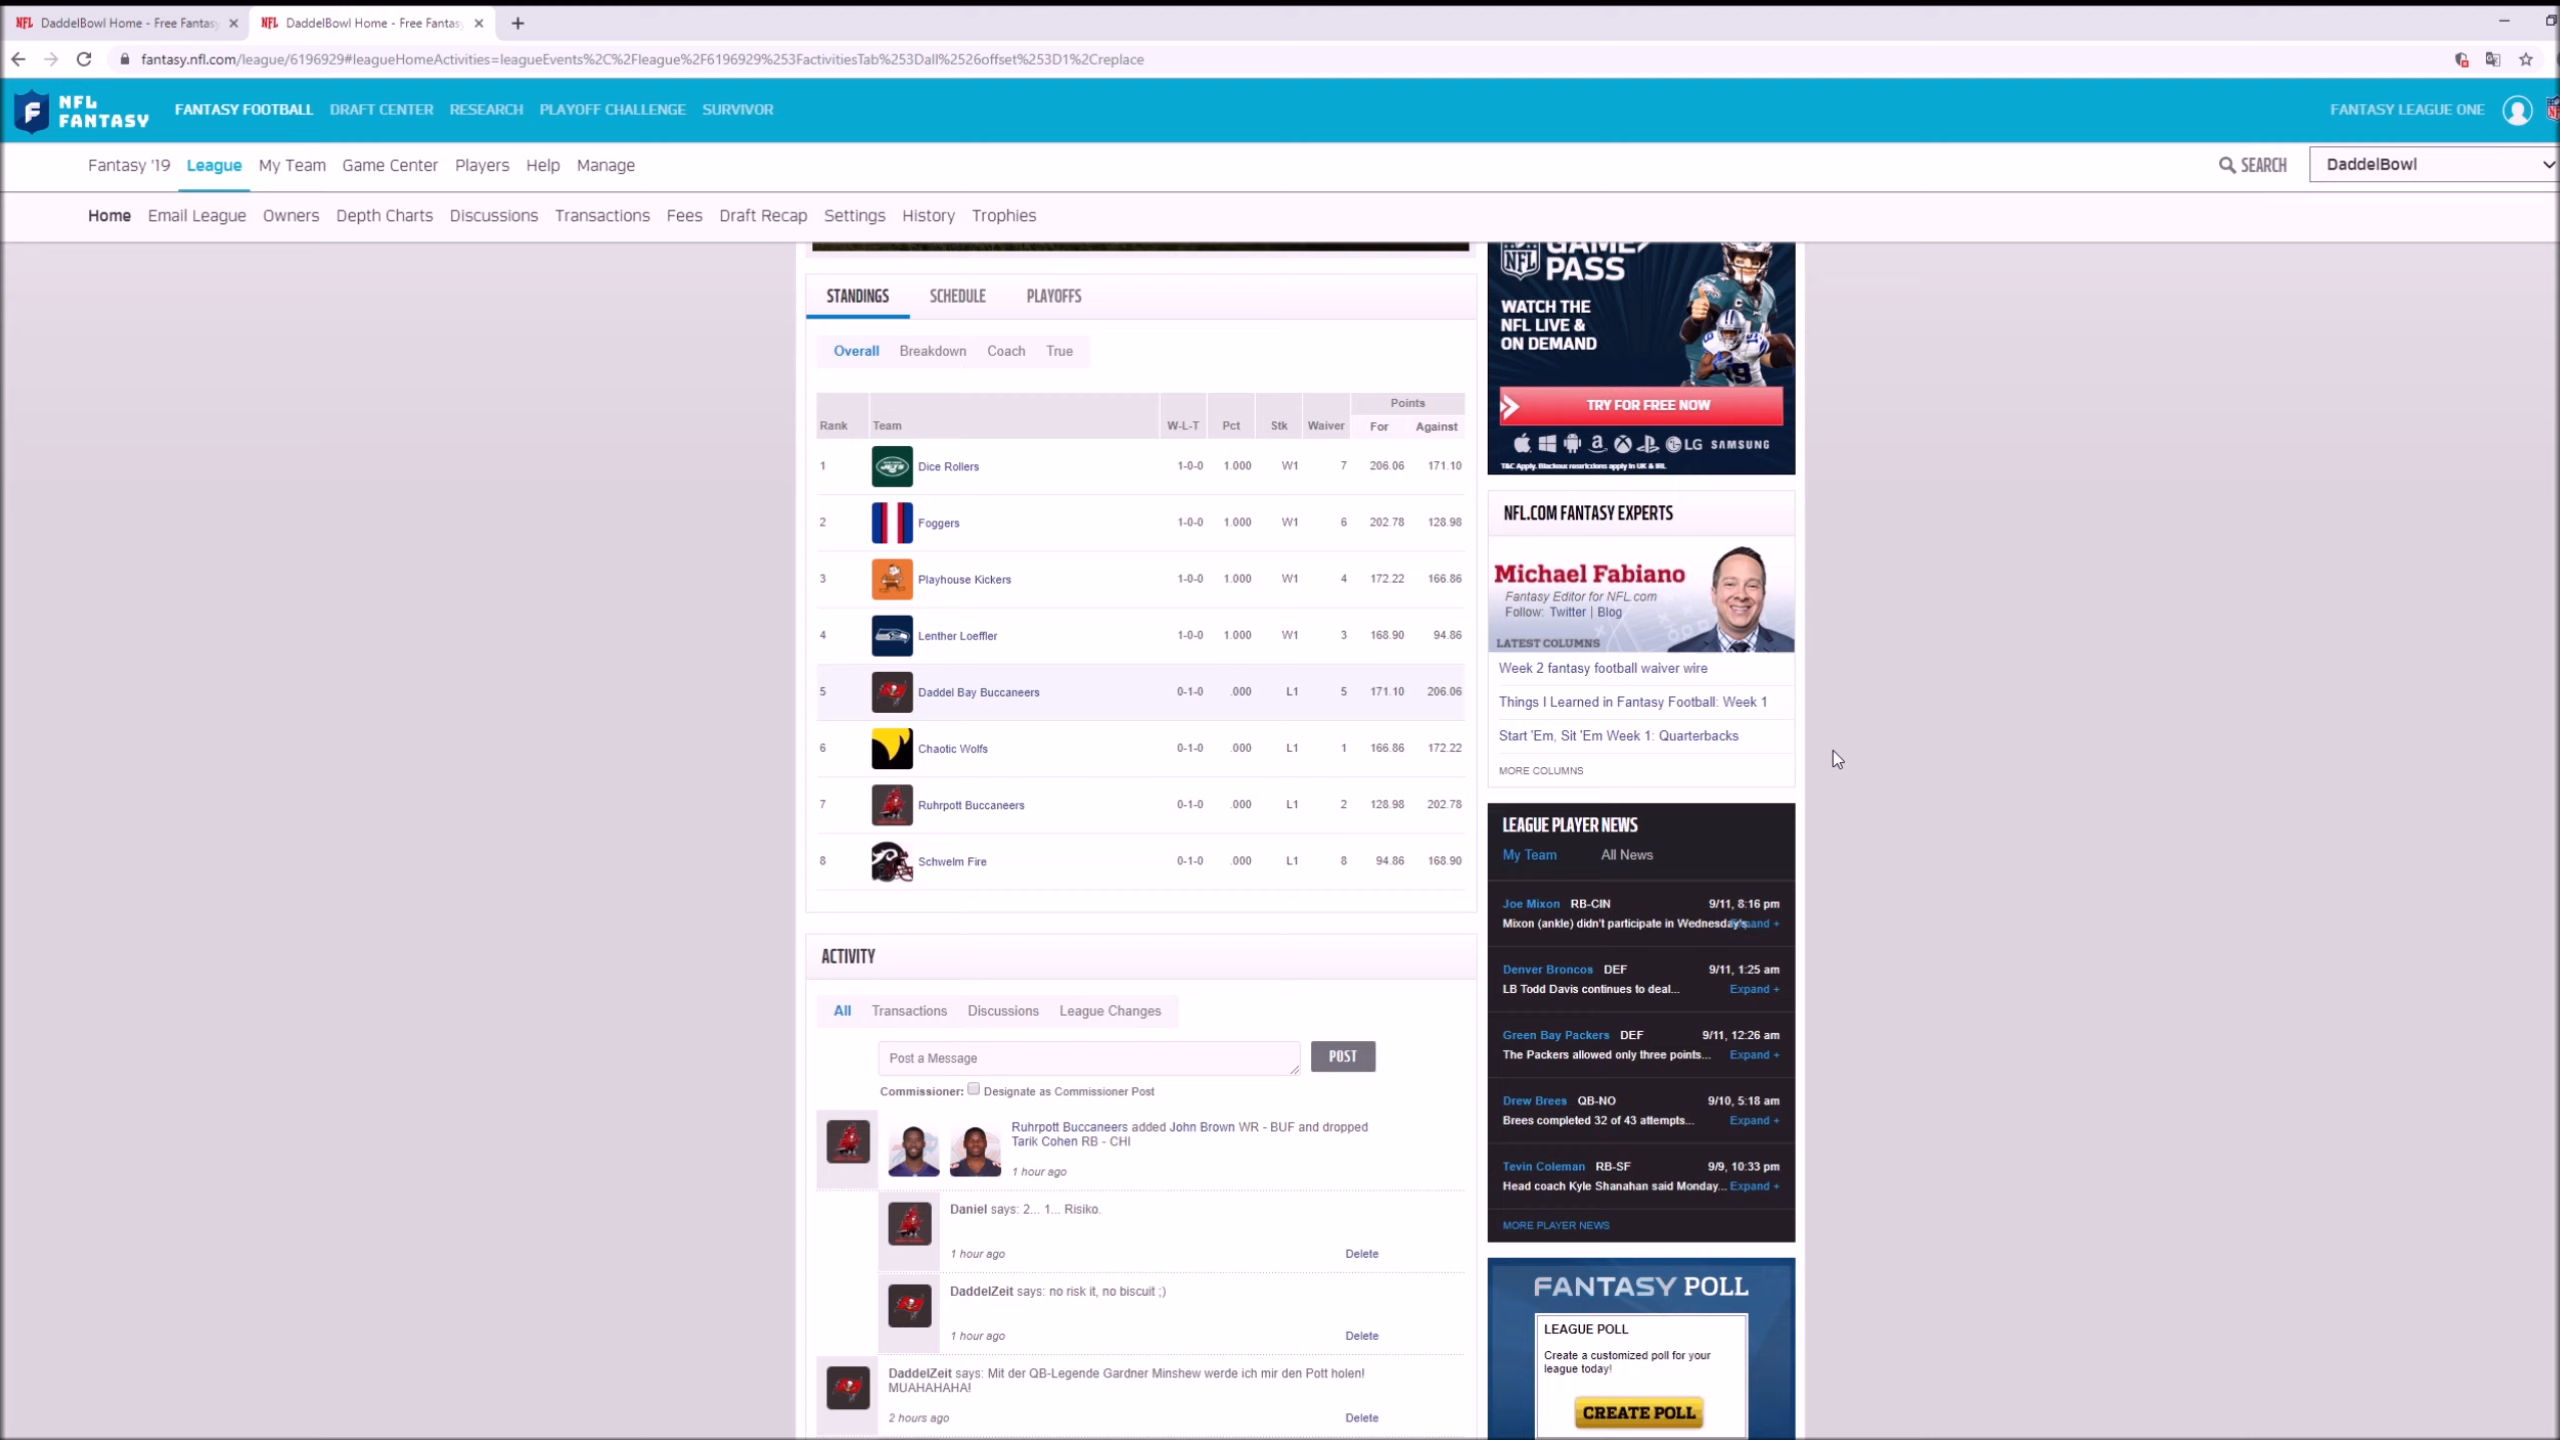 DaddelBowl Home - Free Fantas
DaddelBowl Home - Free Fantas
fantasy.nfl.com/league/6196929#leagueHomeActivities=leagueEvents%2C%2Fleague%2F6196929%253FactivitiesTab%253Dall%2526offset%253D1%2Creplace
NFL FANTASY
FANTASY FOOTBALL DRAFT CENTER RESEARCH PLAYOFF CHALLENGE SURVIVOR
FANTASY LEAGUE ONE
Fantasy '19 League My Team Game Center Players Help Manage
SEARCH
DaddelBowl
Home Email League Owners Depth Charts Discussions Transactions Fees Draft Recap Settings History Trophies
STANDINGS SCHEDULE PLAYOFFS
Overall Breakdown Coach True
Points
Rank Team W-L-T Pct Stk Waiver For Against
1 Dice Rollers 1-0-0 1.000 W1 7 206.06 171.10
2 Foggers 1-0-0 1.000 W1 6 202.78 128.98
3 Playhouse Kickers 1-0-0 1.000 W1 4 172.22 166.86
4 Lenther Loeffler 1-0-0 1.000 W1 3 168.90 94.86
5 Daddel Bay Buccaneers 0-1-0 .000 L1 5 171.10 206.06
6 Chaotic Wolfs 0-1-0 .000 L1 1 166.86 172.22
7 Ruhrpott Buccaneers 0-1-0 .000 L1 2 128.98 202.78
8 Schwelm Fire 0-1-0 .000 L1 8 94.86 168.90
ACTIVITY
All Transactions Discussions League Changes
Post a Message
POST
Commissioner: Designate as Commissioner Post
Ruhrpott Buccaneers added John Brown WR - BUF and dropped
Tarik Cohen RB - CHI
1 hour ago
Daniel says: 2... 1... Risiko.
1 hour ago Delete
DaddelZeit says: no risk it, no biscuit ;)
1 hour ago Delete
DaddelZeit says: Mit der QB-Legende Gardner Minshew werde ich mir den Pott holen!
MUAHAHAHA!
2 hours ago Delete
NFL GAME
PASS
WATCH THE
NFL LIVE &
ON DEMAND
TRY FOR FREE NOW
LG SAMSUNG
T&C Apply. Blackout restrictions apply in UK & IRL
NFL.COM FANTASY EXPERTS
Michael Fabiano
Fantasy Editor for NFL.com
Follow: Twitter | Blog
LATEST COLUMNS
Week 2 fantasy football waiver wire
Things I Learned in Fantasy Football: Week 1
Start 'Em, Sit 'Em Week 1: Quarterbacks
MORE COLUMNS
LEAGUE PLAYER NEWS
My Team All News
Joe Mixon RB-CIN 9/11, 8:16 pm
Mixon (ankle) didn't participate in Wednesday's
Denver Broncos DEF 9/11, 1:25 am
LB Todd Davis continues to deal... Expand +
Green Bay Packers DEF 9/11, 12:26 am
The Packers allowed only three points... Expand +
Drew Brees QB-NO 9/10, 5:18 am
Brees completed 32 of 43 attempts... Expand +
Tevin Coleman RB-SF 9/9, 10:33 pm
Head coach Kyle Shanahan said Monday... Expand +
MORE PLAYER NEWS
FANTASY POLL
LEAGUE POLL
Create a customized poll for your
league today!
CREATE POLL